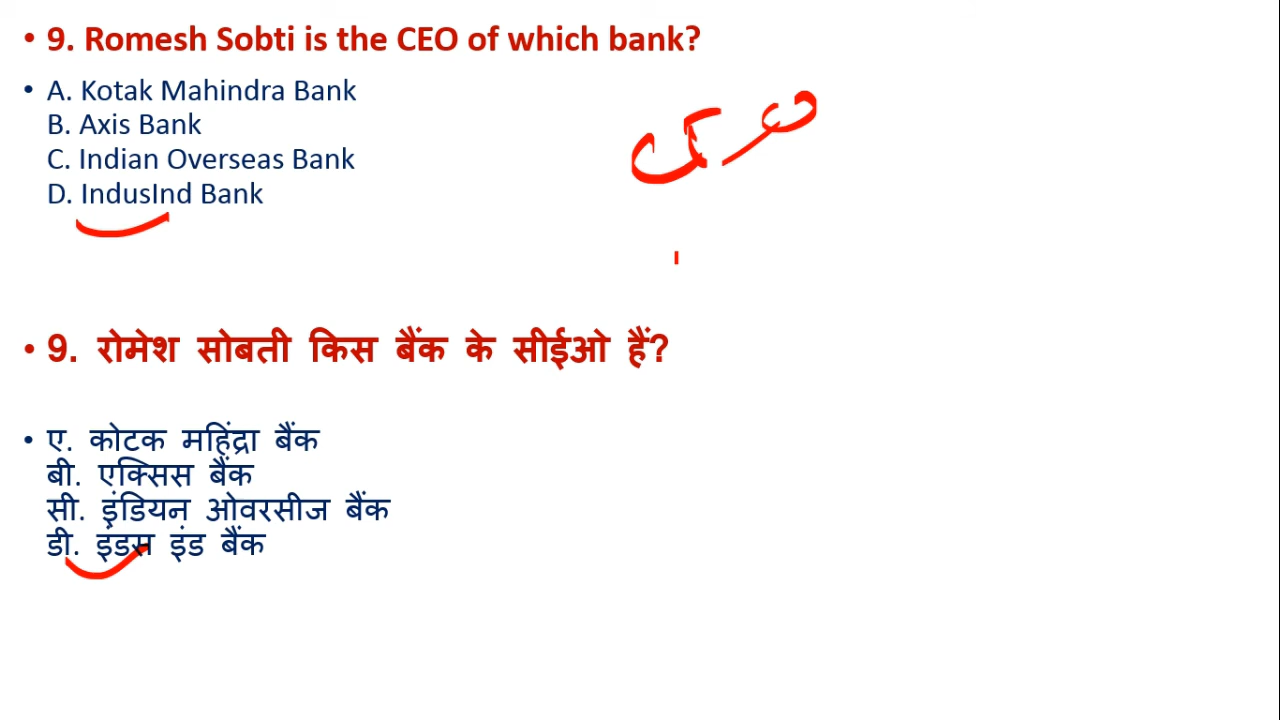 • 9. Romesh Sobti is the CEO of which bank?
• A. Kotak Mahindra Bank
B. Axis Bank
C. Indian Overseas Bank
D. IndusInd Bank
• 9. रोमेश सोबती किस बैंक के सीईओ हैं?
• ए. कोटक महिंद्रा बैंक
बी. एक्सिस बैंक
सी. इंडियन ओवरसीज बैंक
डी. इंडस इंड बैंक